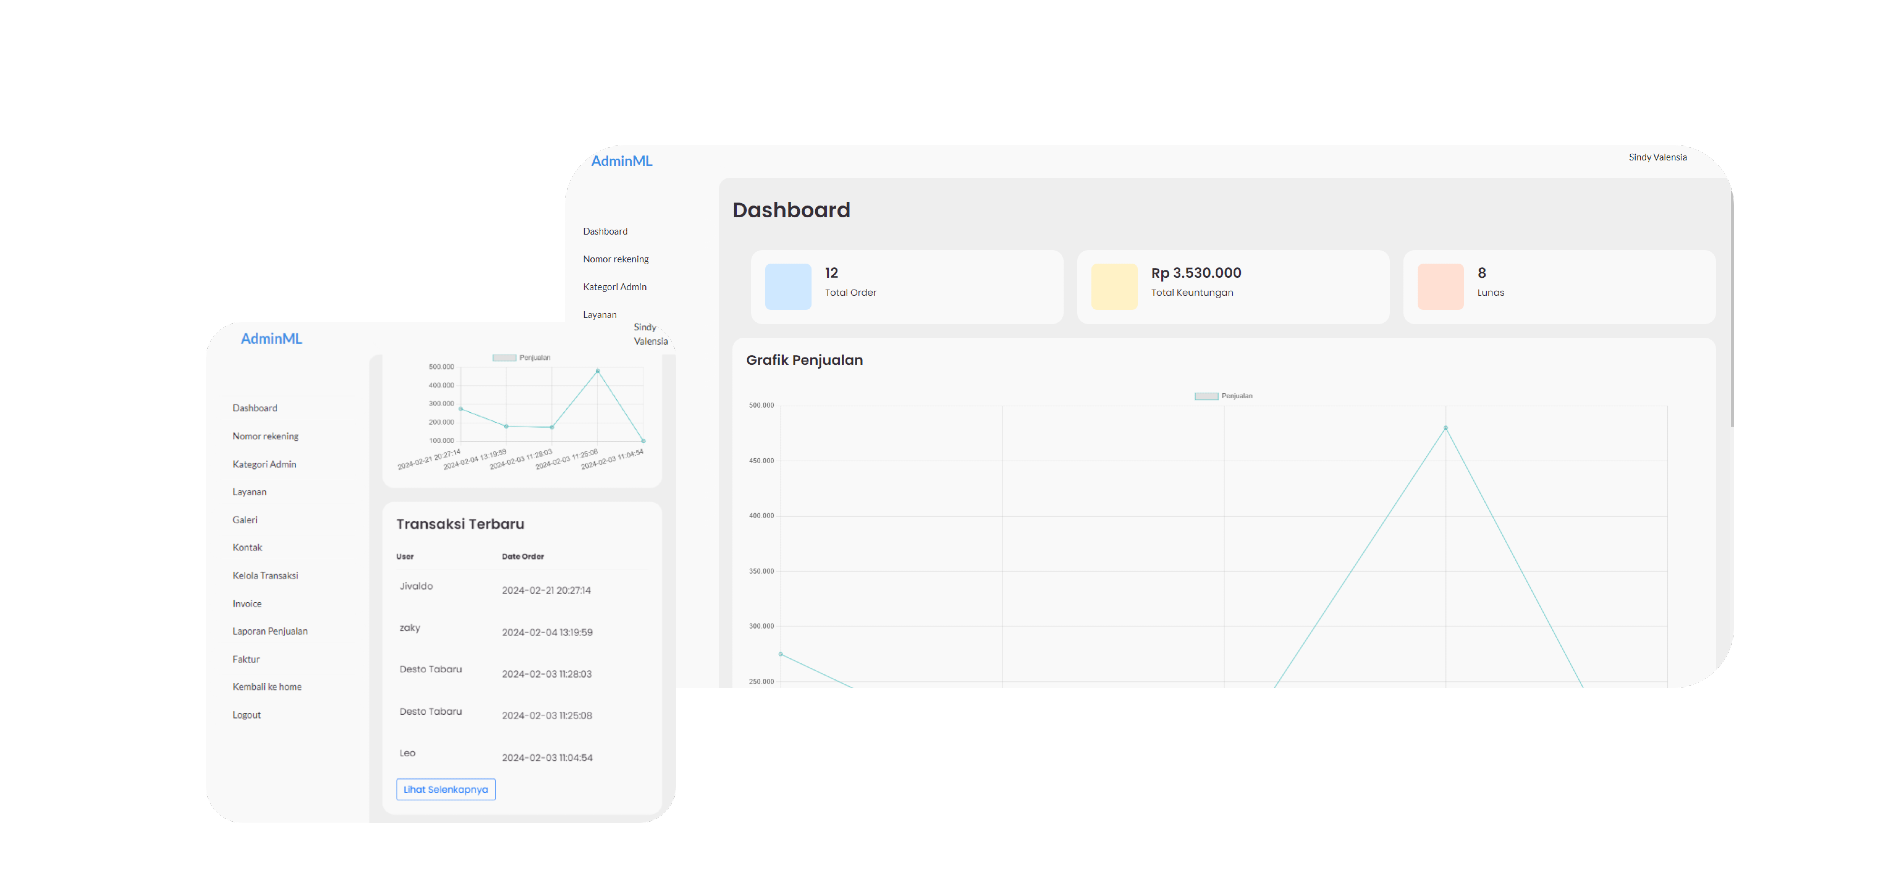 AdminML
Sindy Valensia
Dashboard
Nomor rekening
Kategori Admin
Layanan
Dashboard
12
Total Order
Rp 3.530.000
Total Keuntungan
8
Lunas
Grafik Penjualan
Penjualan
500.000
450.000
400.000
350.000
300.000
250.000
AdminML
Sindy
Valensia
Dashboard
Nomor rekening
Kategori Admin
Layanan
Galeri
Kontak
Kelola Transaksi
Invoice
Laporan Penjualan
Faktur
Kembali ke home
Logout
Penjualan
500.000
400.000
300.000
200.000
100.000
2024-02-21 20:27:14
2024-02-04 13:19:59
2024-02-03 11:28:03
2024-02-03 11:25:08
2024-02-03 11:04:54
Transaksi Terbaru
User Date Order
Jivaldo 2024-02-21 20:27:14
zaky 2024-02-04 13:19:59
Desto Tabaru 2024-02-03 11:28:03
Desto Tabaru 2024-02-03 11:25:08
Leo 2024-02-03 11:04:54
Lihat Selenkapnya